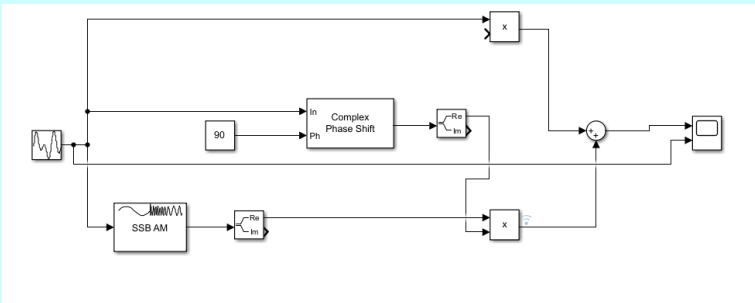 x
In
Ph
Complex
Phase Shift
90
Re
Im
++
SSB AM
Re
Im
x